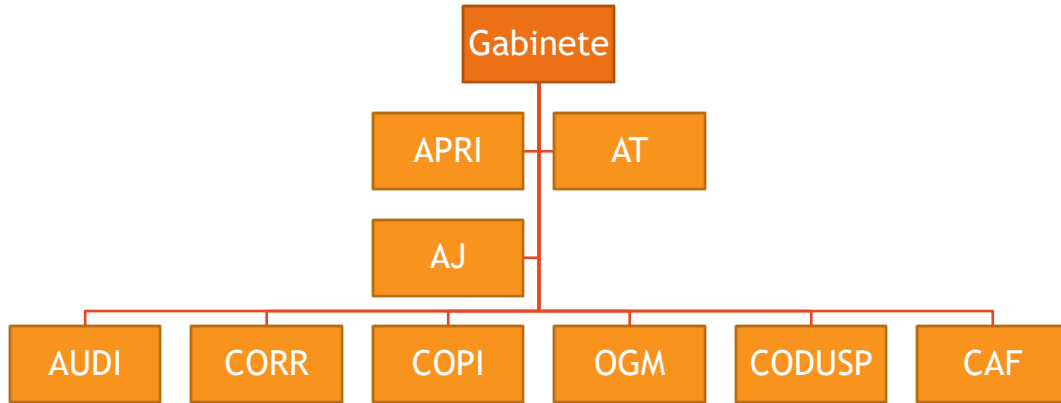 Gabinete
APRI
AT
AJ
AUDI
CORR
COPI
OGM
CODUSP
CAF